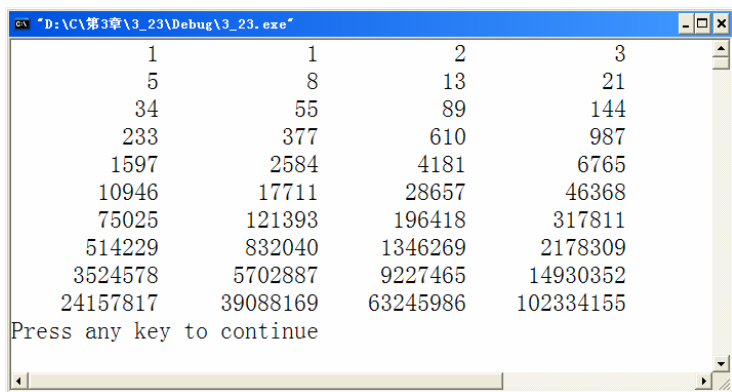 "D:\C\第3章\3_23\Debug\3_23.exe"
1 1 2 3
5 8 13 21
34 55 89 144
233 377 610 987
1597 2584 4181 6765
10946 17711 28657 46368
75025 121393 196418 317811
514229 832040 1346269 2178309
3524578 5702887 9227465 14930352
24157817 39088169 63245986 102334155
Press any key to continue